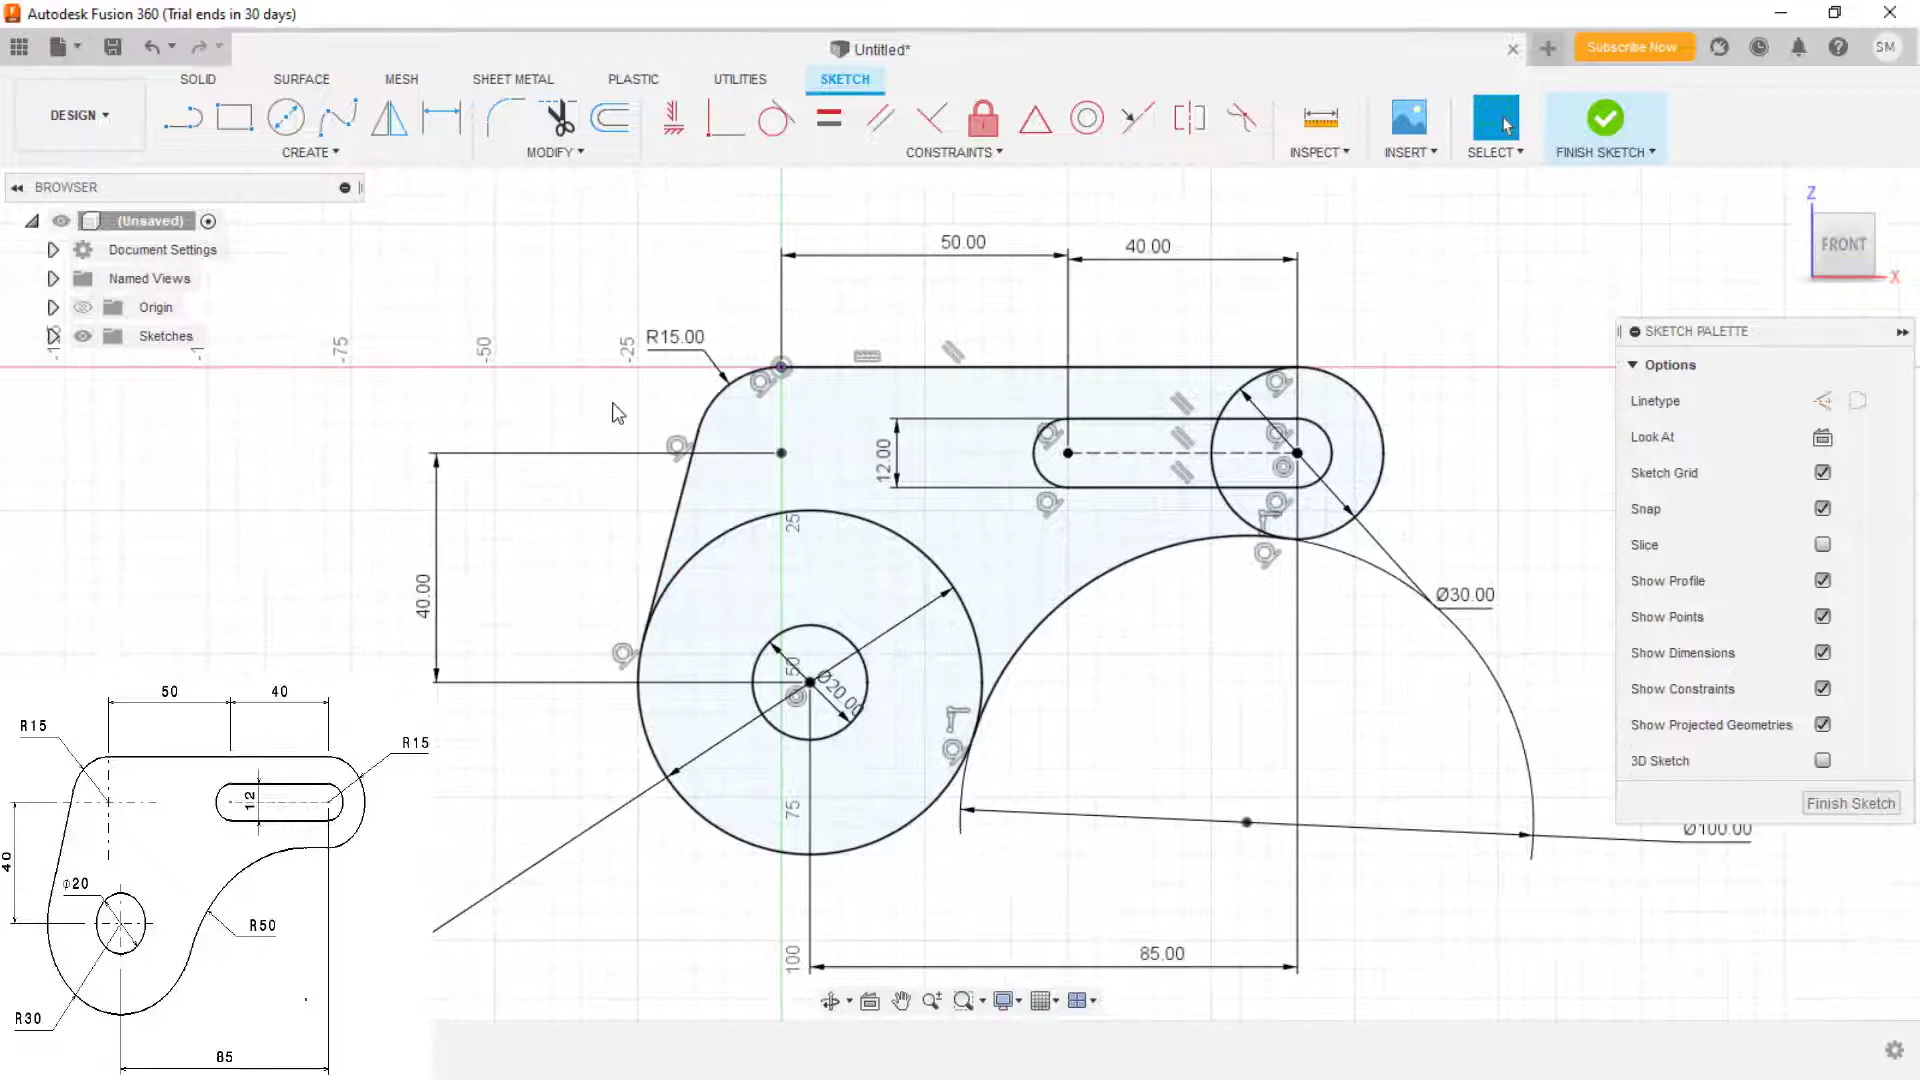 Autodesk Fusion 360 (Trial ends in 30 days)
Untitled*
Subscribe Now
SM
DESIGN
SOLID
SURFACE
MESH
SHEET METAL
PLASTIC
UTILITIES
SKETCH
CREATE
MODIFY
CONSTRAINTS
INSPECT
INSERT
SELECT
FINISH SKETCH
BROWSER
(Unsaved)
Document Settings
Named Views
Origin
Sketches
Z
FRONT
X
-75
-50
-25
25
50
75
100
50.00
40.00
R15.00
12.00
40.00
Ø30.00
Ø20.00
Ø100.00
85.00
SKETCH PALETTE
Options
Linetype
Look At
Sketch Grid
Snap
Slice
Show Profile
Show Points
Show Dimensions
Show Constraints
Show Projected Geometries
3D Sketch
Finish Sketch
50
40
R15
R15
12
40
φ20
R50
R30
85